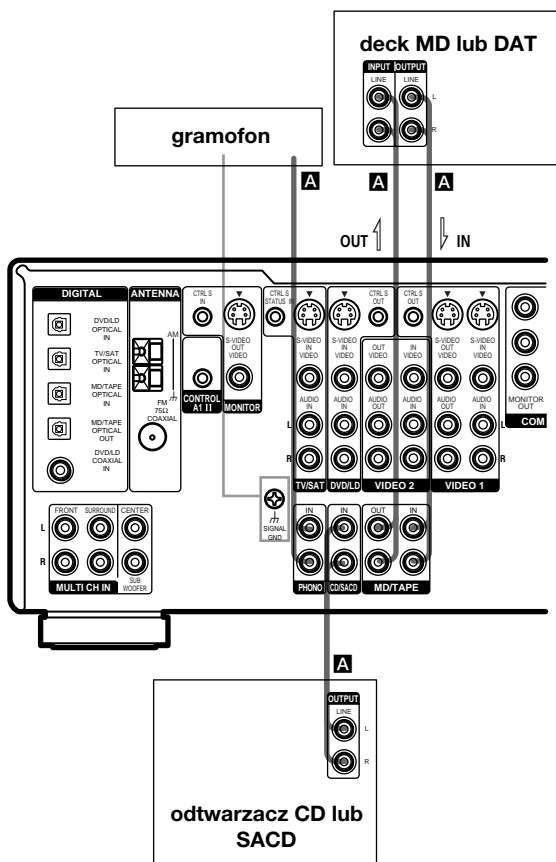 deck MD lub DAT
INPUT OUTPUT
LINE LINE
L
R
gramofon
A A A
OUT IN
DIGITAL
DVD/LD
OPTICAL
IN
TV/SAT
OPTICAL
IN
MD/TAPE
OPTICAL
IN
MD/TAPE
OPTICAL
OUT
DVD/LD
COAXIAL
IN
ANTENNA
AM
FM
75Ω
COAXIAL
CTRL S
IN
CONTROL
A1 II
S-VIDEO
OUT
VIDEO
MONITOR
CTRL S
STATUS IN
CTRL S
OUT
CTRL S
OUT
S-VIDEO
IN
VIDEO
S-VIDEO
IN
VIDEO
OUT
VIDEO
IN
VIDEO
S-VIDEO
OUT
VIDEO
S-VIDEO
IN
VIDEO
AUDIO
IN
AUDIO
IN
AUDIO
OUT
AUDIO
IN
AUDIO
OUT
AUDIO
IN
L L
R R
TV/SAT DVD/LD VIDEO 2 VIDEO 1
MONITOR
OUT
COM
SIGNAL
GND
FRONT SURROUND CENTER
L
R
MULTI CH IN
SUB
WOOFER
IN IN OUT IN
L
R
PHONO CD/SACD MD/TAPE
A
OUTPUT
LINE
L
R
odtwarzacz CD lub
SACD